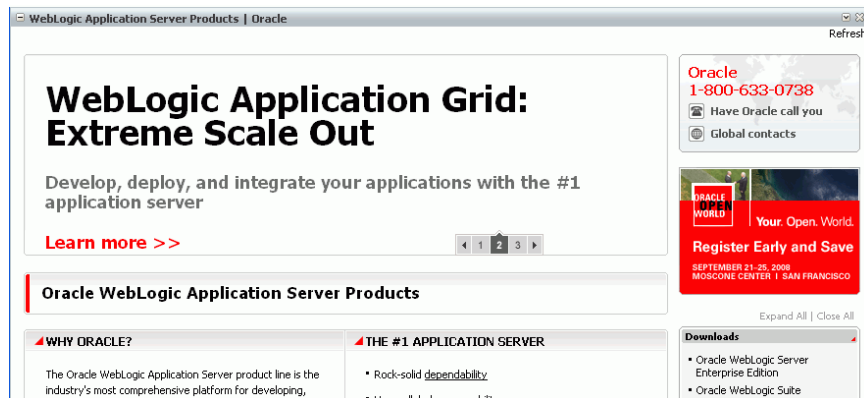 WebLogic Application Server Products | Oracle
Refresh
WebLogic Application Grid:
Extreme Scale Out
Develop, deploy, and integrate your applications with the #1
application server
Learn more >>
1 2 3
Oracle WebLogic Application Server Products
WHY ORACLE?
The Oracle WebLogic Application Server product line is the
industry's most comprehensive platform for developing,
THE #1 APPLICATION SERVER
• Rock-solid dependability
Oracle
1-800-633-0738
Have Oracle call you
Global contacts
ORACLE
OPEN
WORLD
Your. Open. World.
Register Early and Save
SEPTEMBER 21–25, 2008
MOSCONE CENTER | SAN FRANCISCO
Expand All | Close All
Downloads
• Oracle WebLogic Server
Enterprise Edition
• Oracle WebLogic Suite